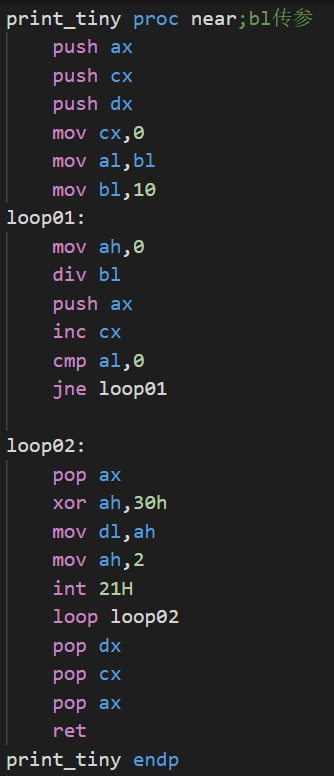 print_tiny proc near;bl传参
push ax
push cx
push dx
mov cx,0
mov al,bl
mov bl,10
loop01:
mov ah,0
div bl
push ax
inc cx
cmp al,0
jne loop01
loop02:
pop ax
xor ah,30h
mov dl,ah
mov ah,2
int 21H
loop loop02
pop dx
pop cx
pop ax
ret
print_tiny endp